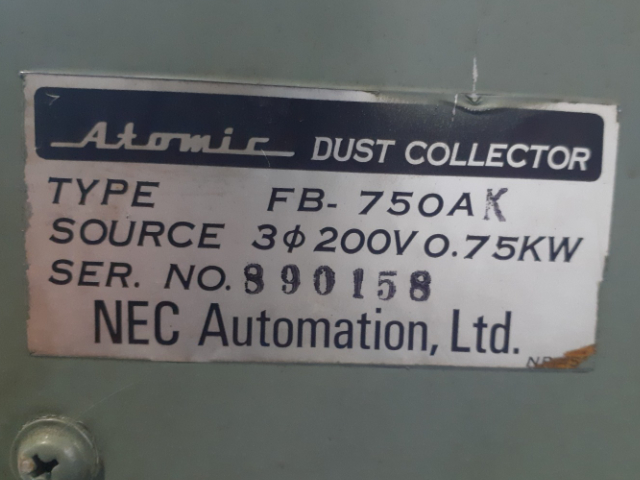 Atomic DUST COLLECTOR
TYPE FB-750AK
SOURCE 3φ200V 0.75KW
SER. NO. 890158
NEC Automation, Ltd.